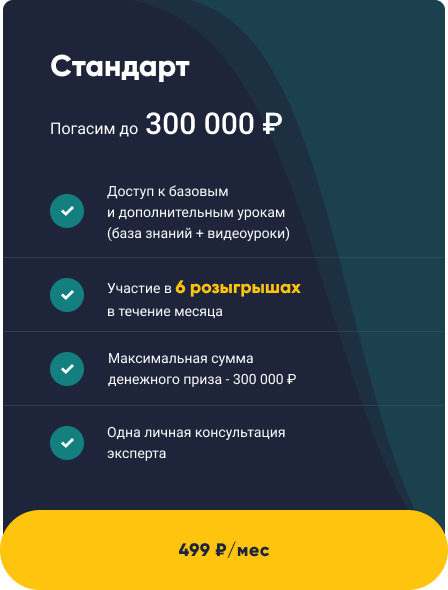 Стандарт
Погасим до 300 000 ₽
Доступ к базовым
и дополнительным урокам
(база знаний + видеоуроки)
Участие в 6 розыгрышах
в течение месяца
Максимальная сумма
денежного приза - 300 000 ₽
Одна личная консультация
эксперта
499 ₽/мес